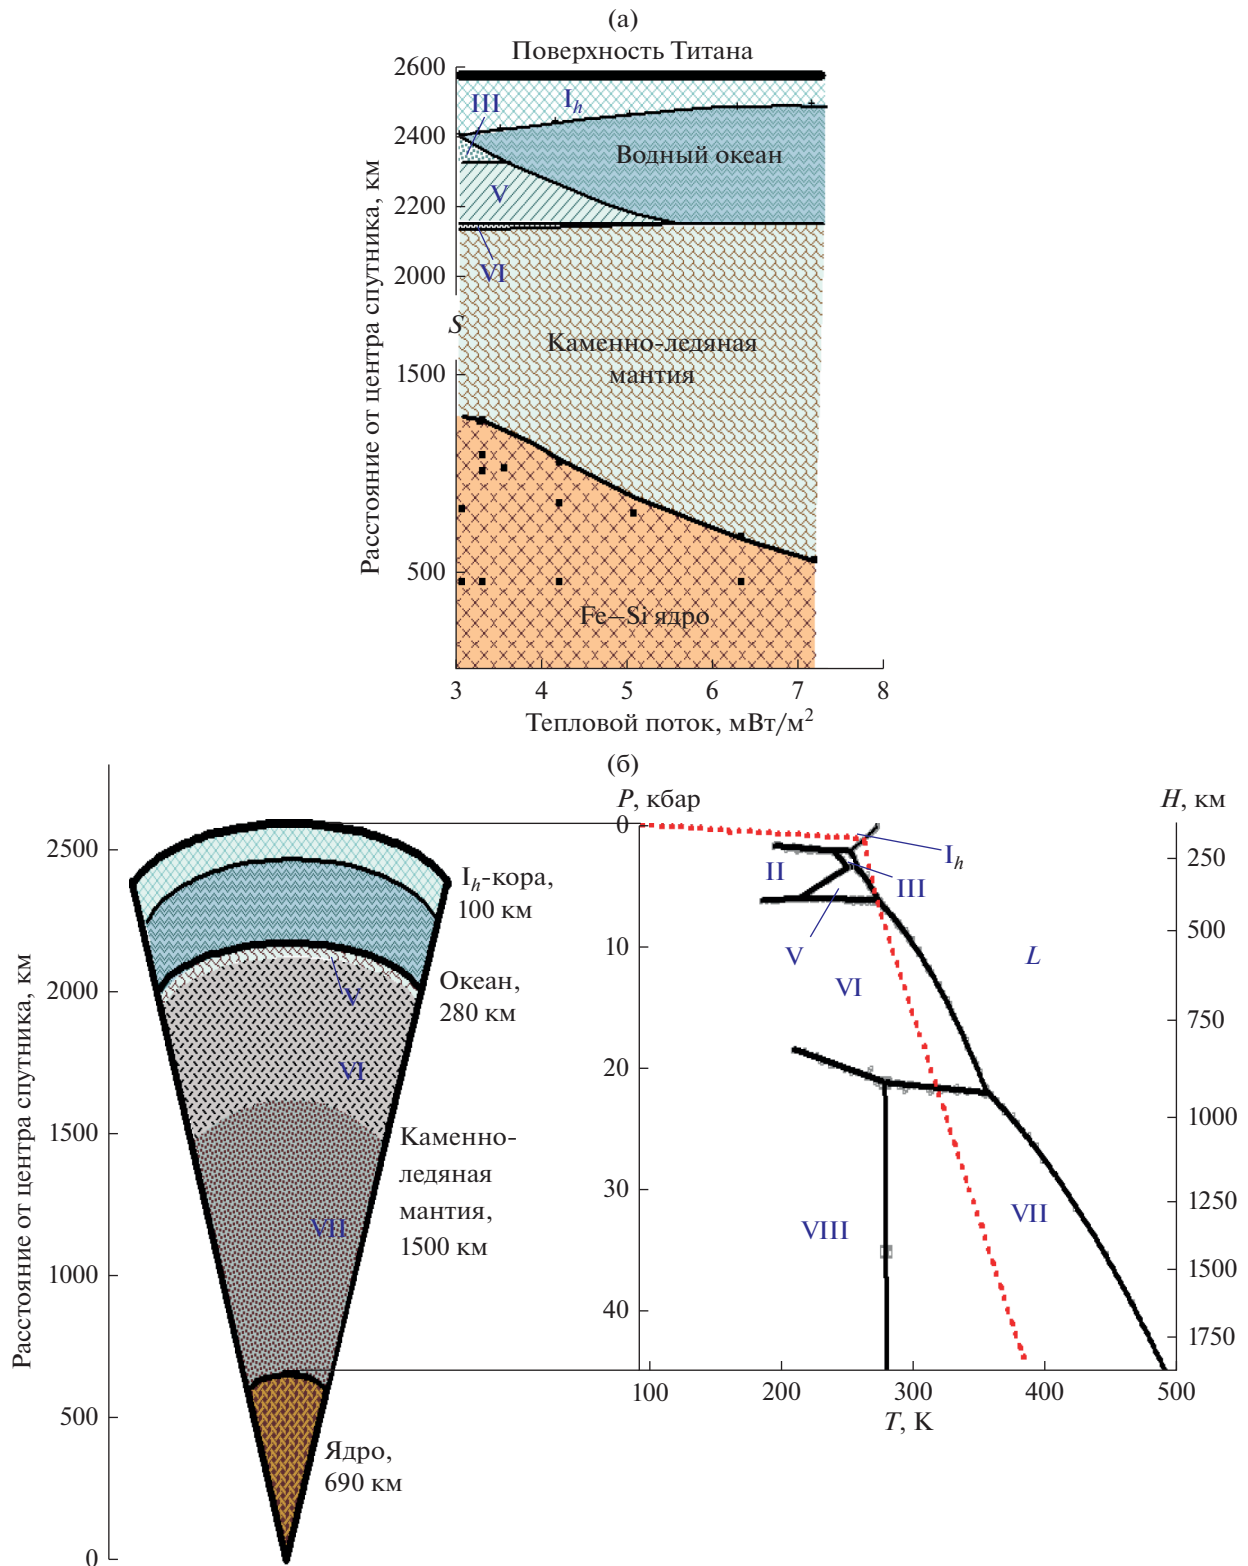 (а)
Поверхность Титана
2600
2400
2200
2000
1500
500
Расстояние от центра спутника, км
S
III
I_h
Водный океан
V
VI
Каменно-ледяная
мантия
Fe–Si ядро
3 4 5 6 7 8
Тепловой поток, мВт/м²
(б)
2500
2000
1500
1000
500
0
Расстояние от центра спутника, км
I_h-кора,
100 км
Океан,
280 км
V
VI
Каменно-
ледяная
мантия,
1500 км
VII
Ядро,
690 км
P, кбар
0
10
20
30
40
H, км
250
400
500
750
1000
1250
1500
1750
I_h
II
III
V
VI
L
VIII
VII
100 200 300 400 500
T, K